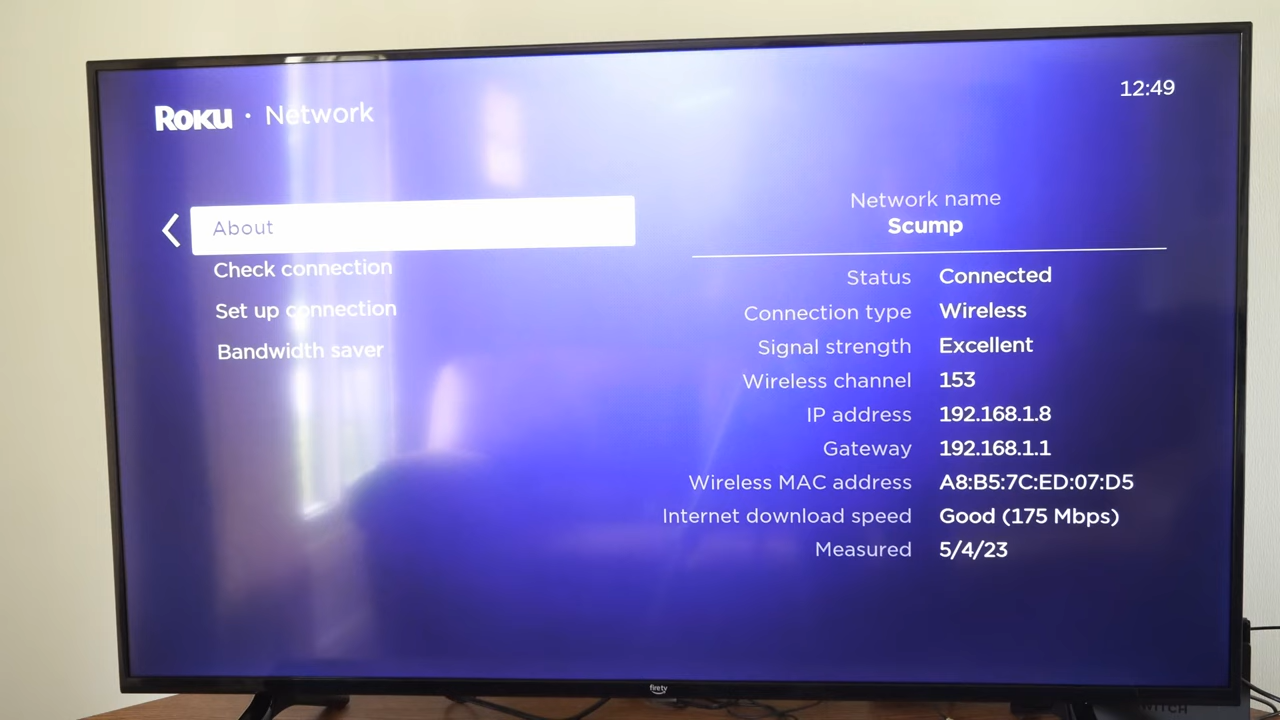 Roku · Network
12:49
About
Check connection
Set up connection
Bandwidth saver
Network name
Scump
Status Connected
Connection type Wireless
Signal strength Excellent
Wireless channel 153
IP address 192.168.1.8
Gateway 192.168.1.1
Wireless MAC address A8:B5:7C:ED:07:D5
Internet download speed Good (175 Mbps)
Measured 5/4/23
firetv